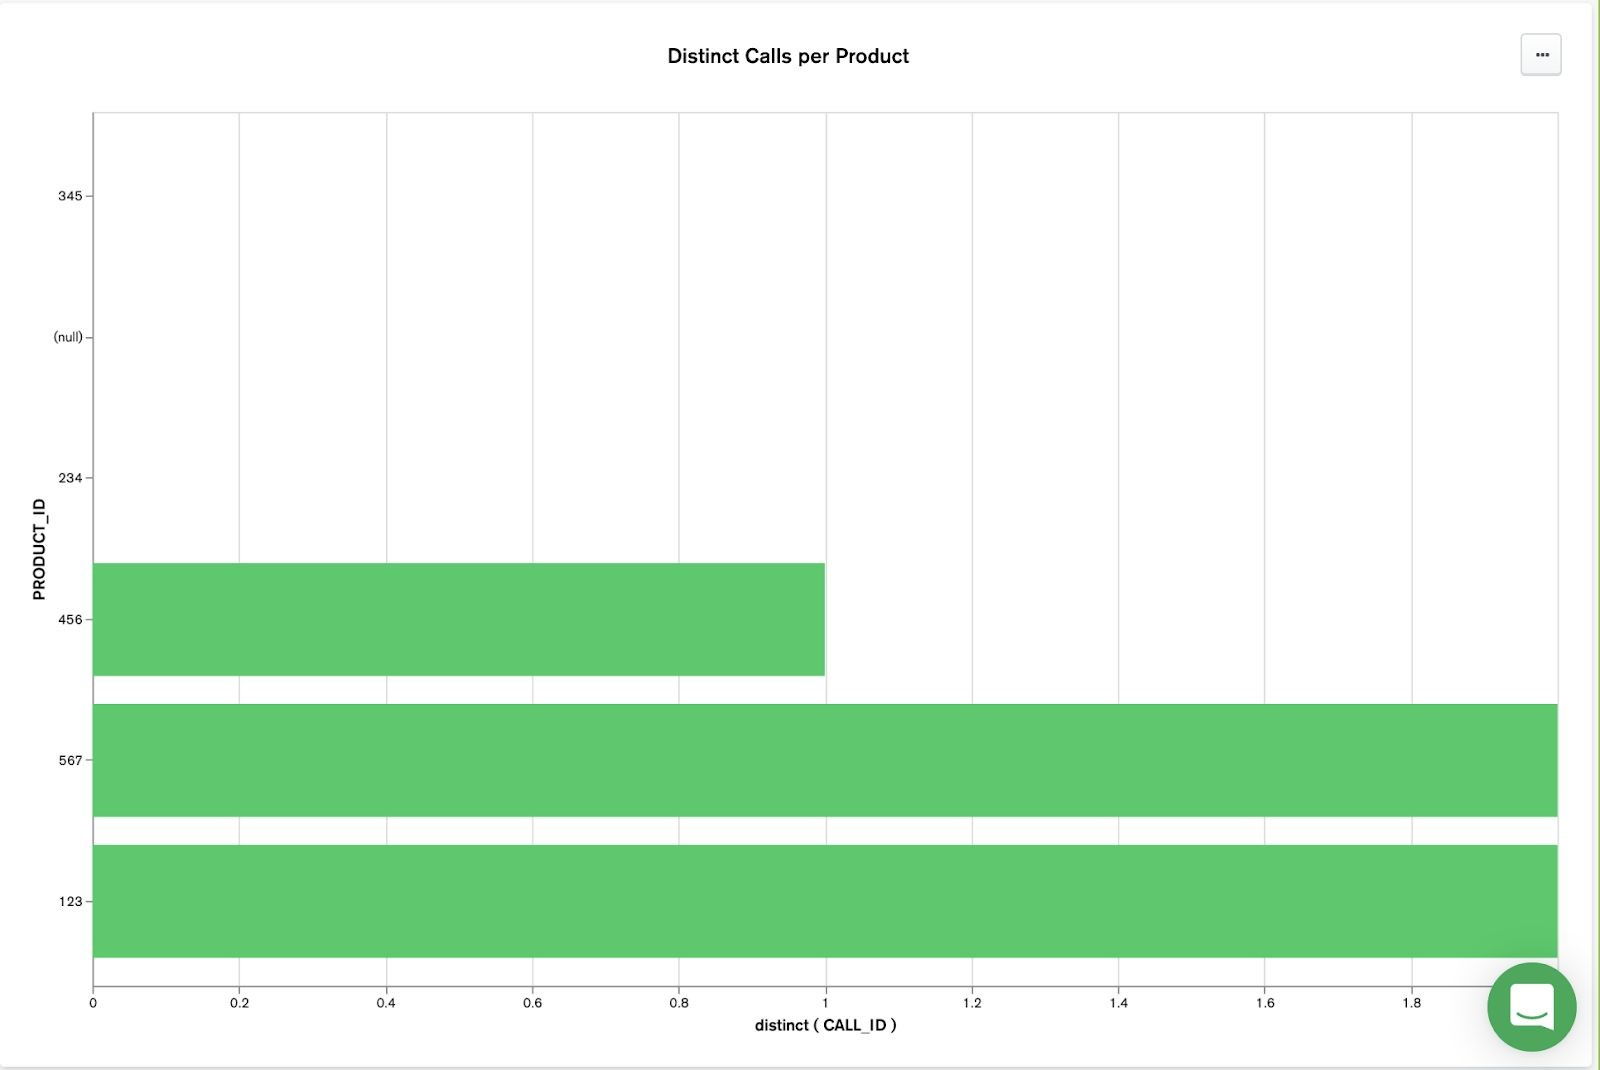 Distinct Calls per Product
345
(null)
234
PRODUCT_ID
456
567
123
0 0.2 0.4 0.6 0.8 1 1.2 1.4 1.6 1.8
distinct ( CALL_ID )